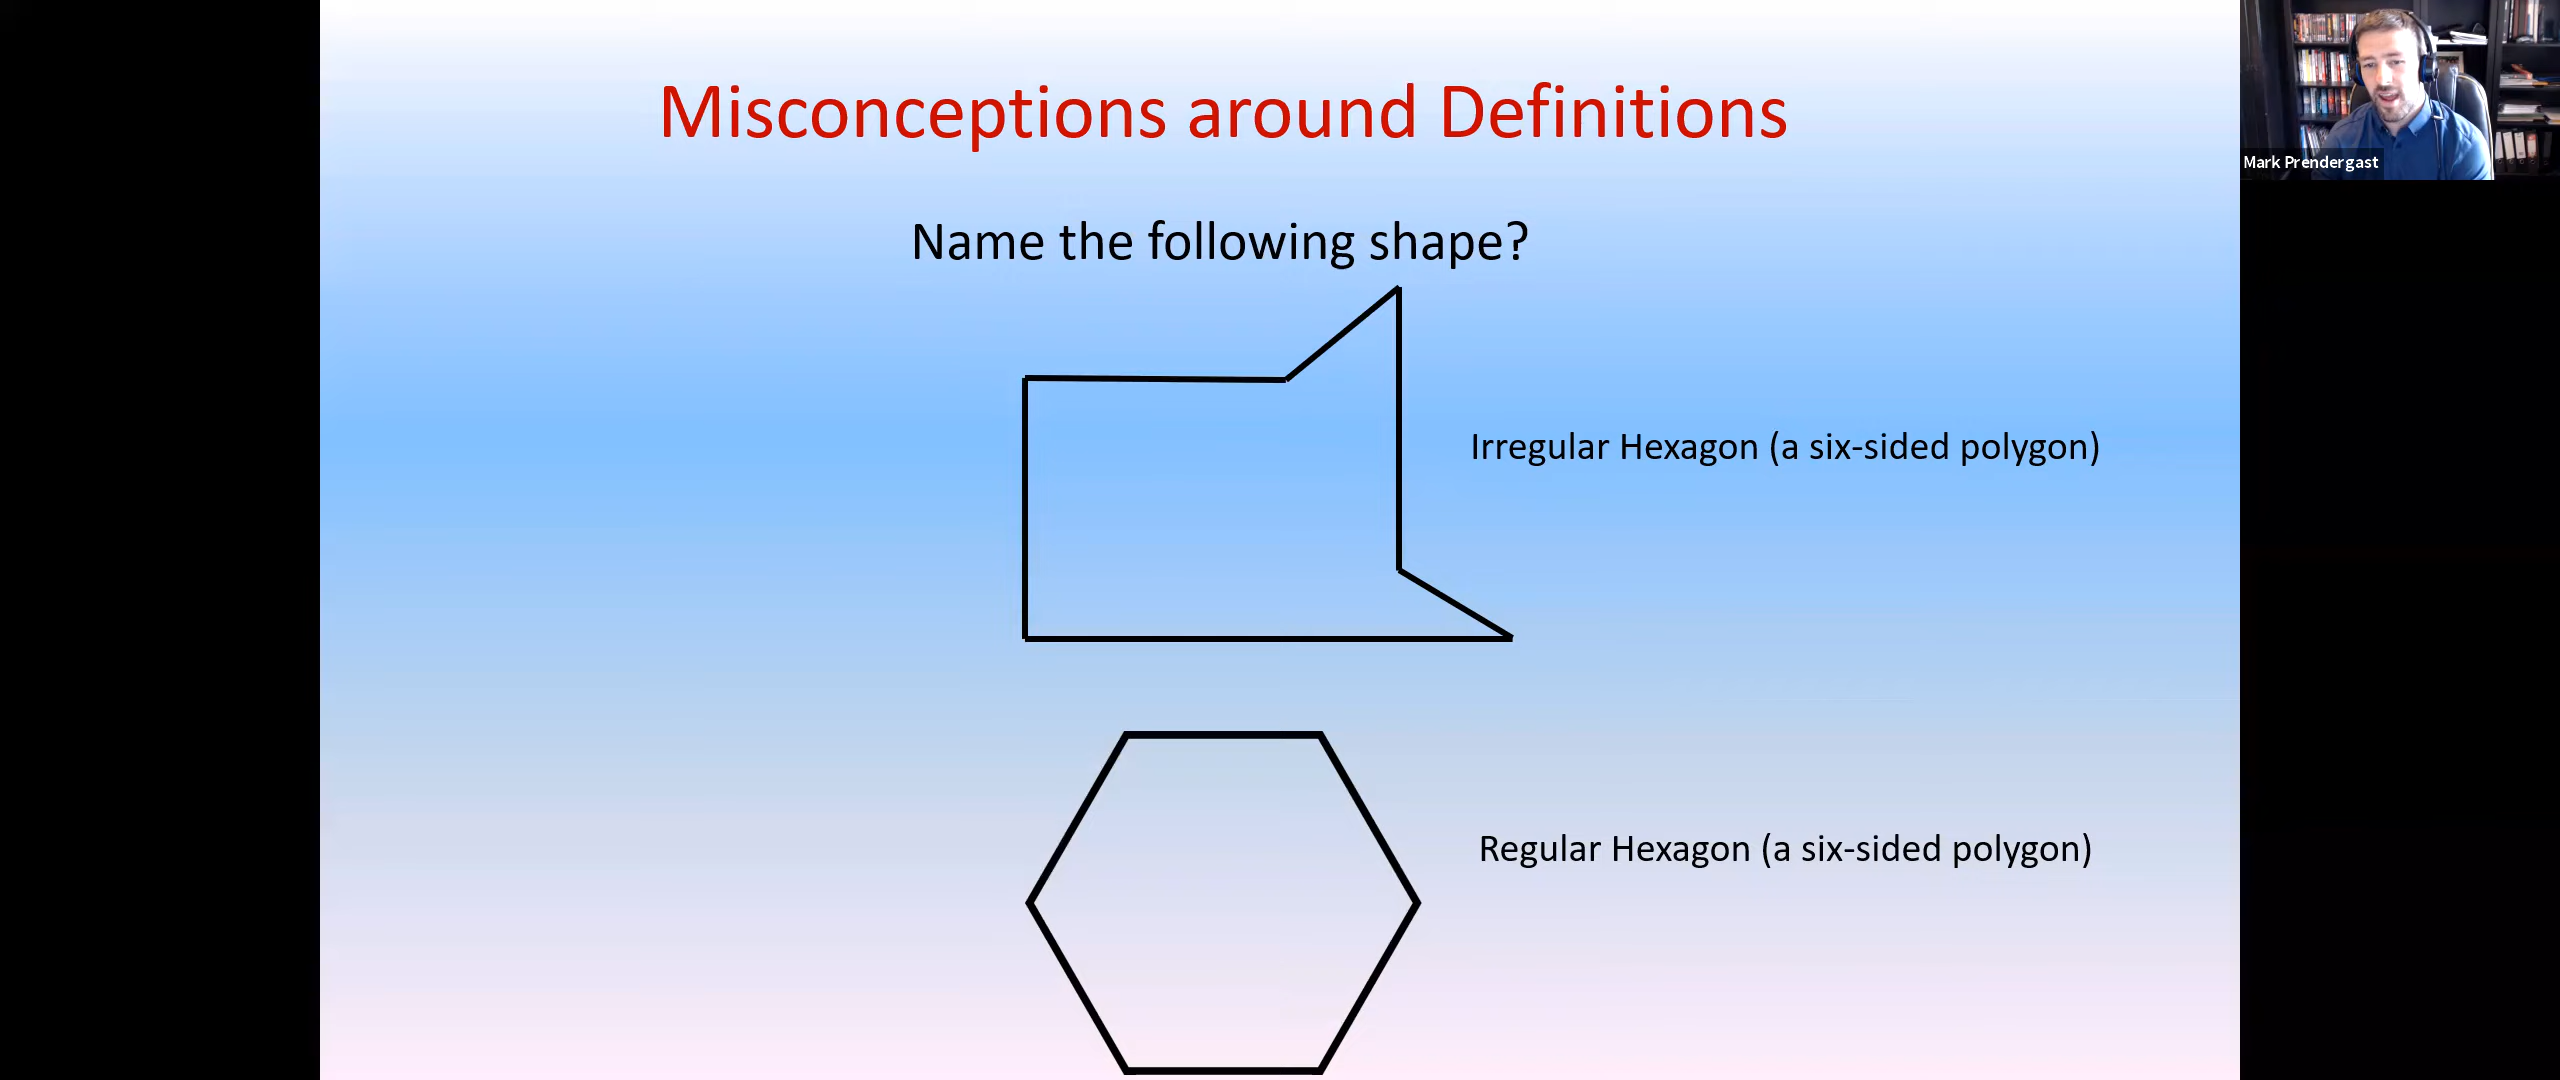 Misconceptions around Definitions
Mark Prendergast
Name the following shape?
Irregular Hexagon (a six-sided polygon)
Regular Hexagon (a six-sided polygon)